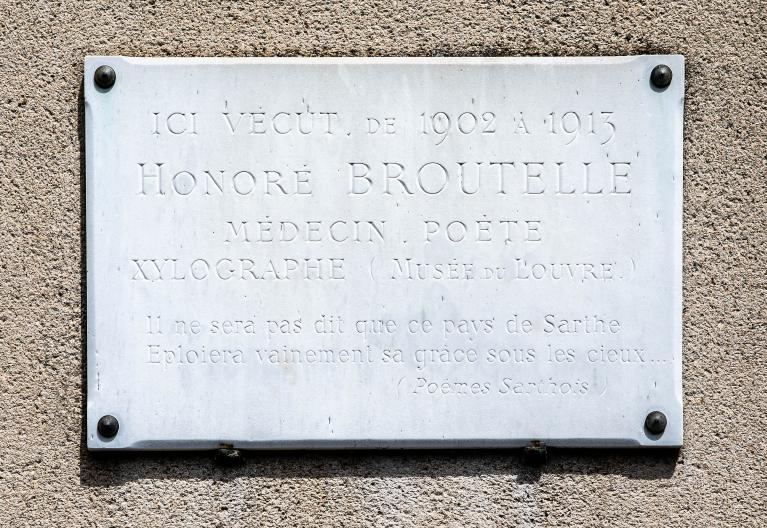 ICI VÉCUT, DE 1902 À 1913
HONORÉ BROUTELLE
MÉDECIN, POÈTE
XYLOGRAPHE (MUSÉE DU LOUVRE.)
Il ne sera pas dit que ce pays de Sarthe
Eploiera vainement sa grâce sous les cieux...
(Poèmes Sarthois)